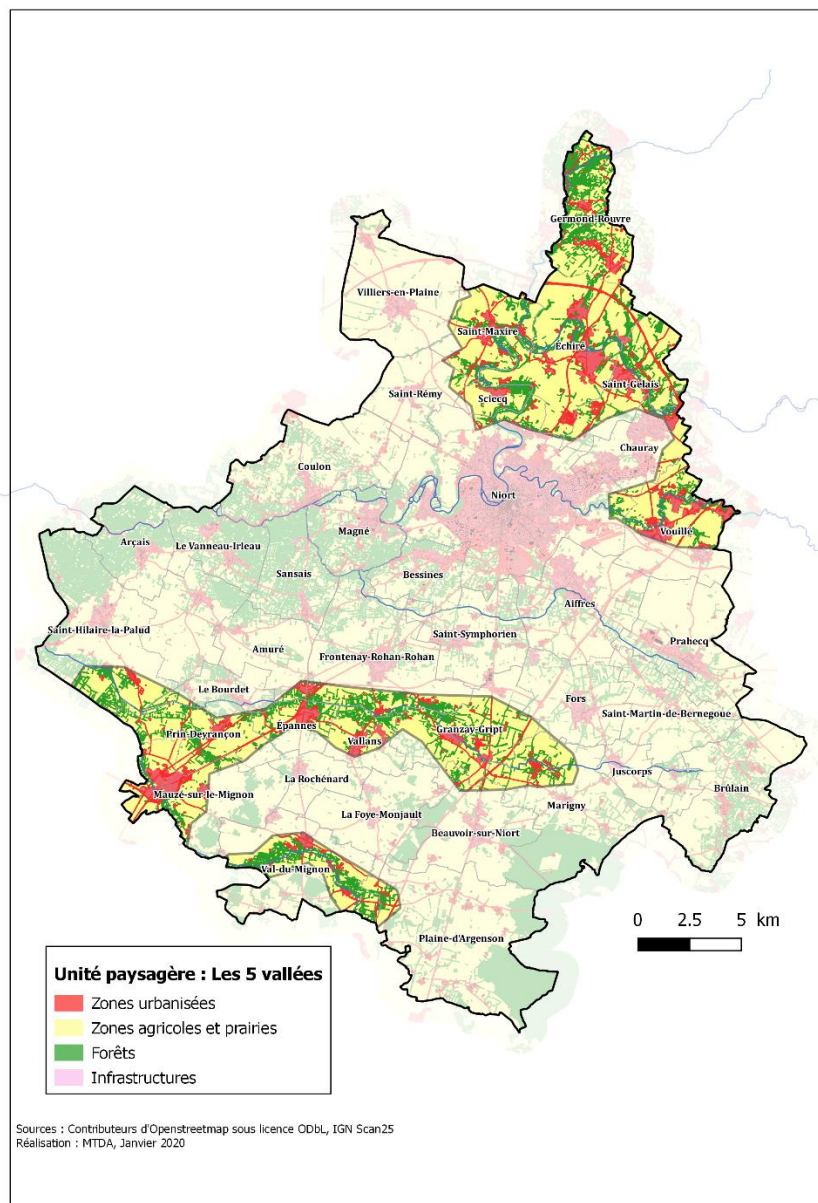 Germond-Rouvre
Villiers-en-Plaine
Saint-Maxire
Échiré
Saint-Gelais
Saint-Rémy
Sciecq
Chauray
Coulon
Niort
Magné
Vouillé
Arçais
Le Vanneau-Irleau
Sansais
Bessines
Aiffres
Saint-Hilaire-la-Palud
Saint-Symphorien
Prahecq
Amuré
Frontenay-Rohan-Rohan
Le Bourdet
Fors
Saint-Martin-de-Bernegoue
Prin-Deyrançon
Épannes
Vallans
Granzay-Gript
La Rochénard
Juscorps
Mauzé-sur-le-Mignon
Brûlain
La Foye-Monjault
Marigny
Beauvoir-sur-Niort
Val-du-Mignon
Plaine-d'Argenson
0 2.5 5 km
Unité paysagère : Les 5 vallées
Zones urbanisées
Zones agricoles et prairies
Forêts
Infrastructures
Sources : Contributeurs d'Openstreetmap sous licence ODbL, IGN Scan25
Réalisation : MTDA, Janvier 2020